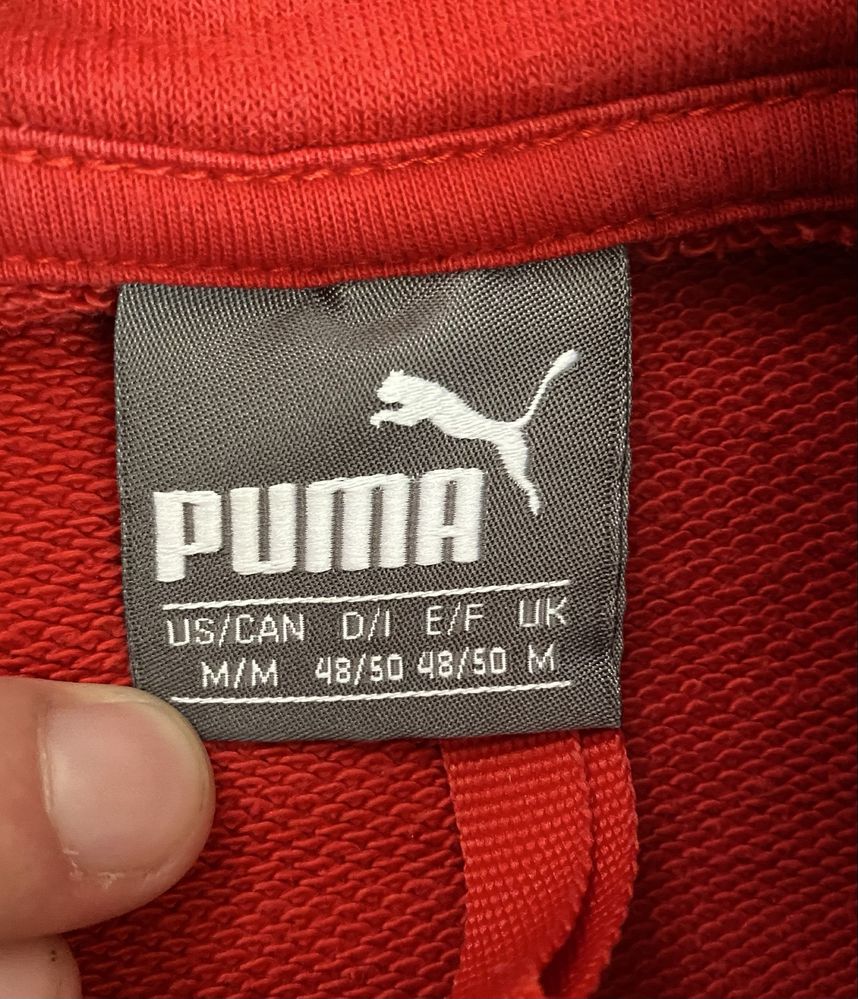 PUMA
US/CAN D/I E/F UK
M/M 48/50 48/50 M